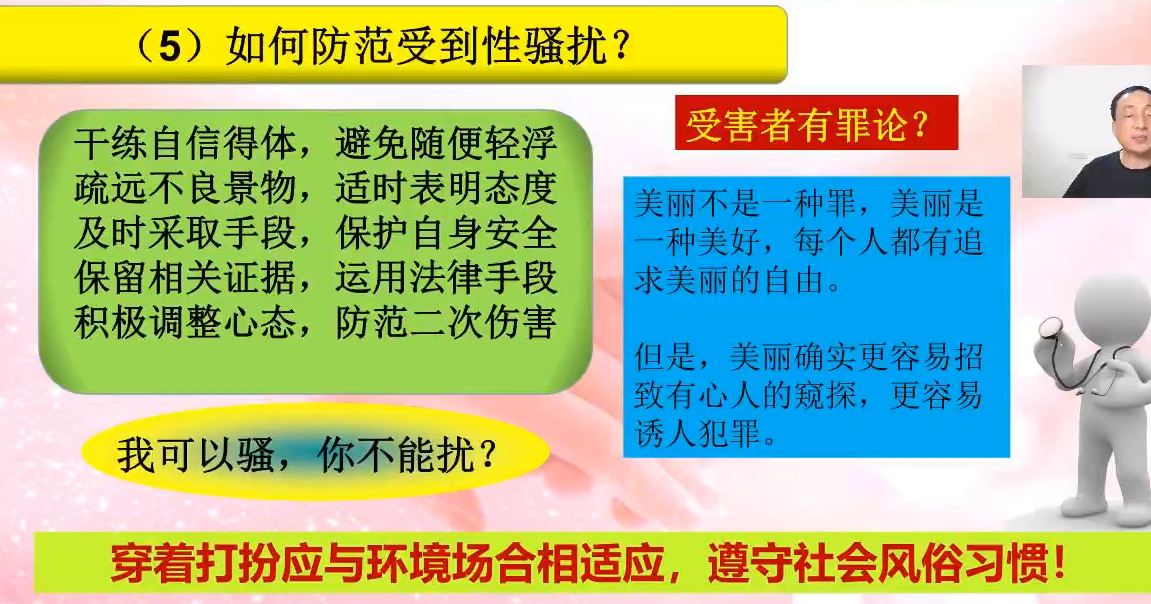 （5）如何防范受到性骚扰？
干练自信得体，避免随便轻浮
疏远不良景物，适时表明态度
及时采取手段，保护自身安全
保留相关证据，运用法律手段
积极调整心态，防范二次伤害
我可以骚，你不能扰？
受害者有罪论？
美丽不是一种罪，美丽是
一种美好，每个人都有追
求美丽的自由。
但是，美丽确实更容易招
致有心人的窥探，更容易
诱人犯罪。
穿着打扮应与环境场合相适应，遵守社会风俗习惯！